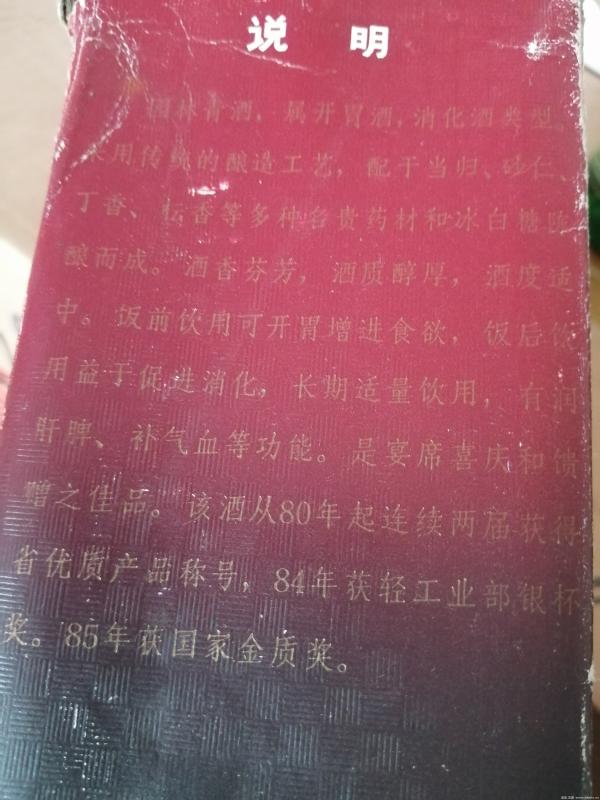 说 明
园林青酒，属开胃酒，消化酒类型。
采用传统的酿造工艺，配于当归、砂仁、
丁香、檀香等多种名贵药材和冰白糖陈
酿而成。酒香芬芳，酒质醇厚，酒度适
中。饭前饮用可开胃增进食欲，饭后饮
用益于促进消化，长期适量饮用，有润
肝脾、补气血等功能。是宴席喜庆和馈
赠之佳品。该酒从80年起连续两届获得
省优质产品称号，84年获轻工业部银杯
奖。85年获国家金质奖。